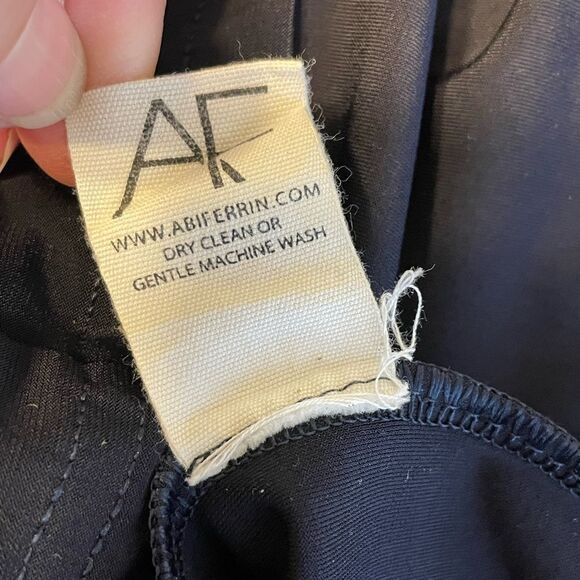 AF
WWW.ABIFERRIN.COM
DRY CLEAN OR
GENTLE MACHINE WASH